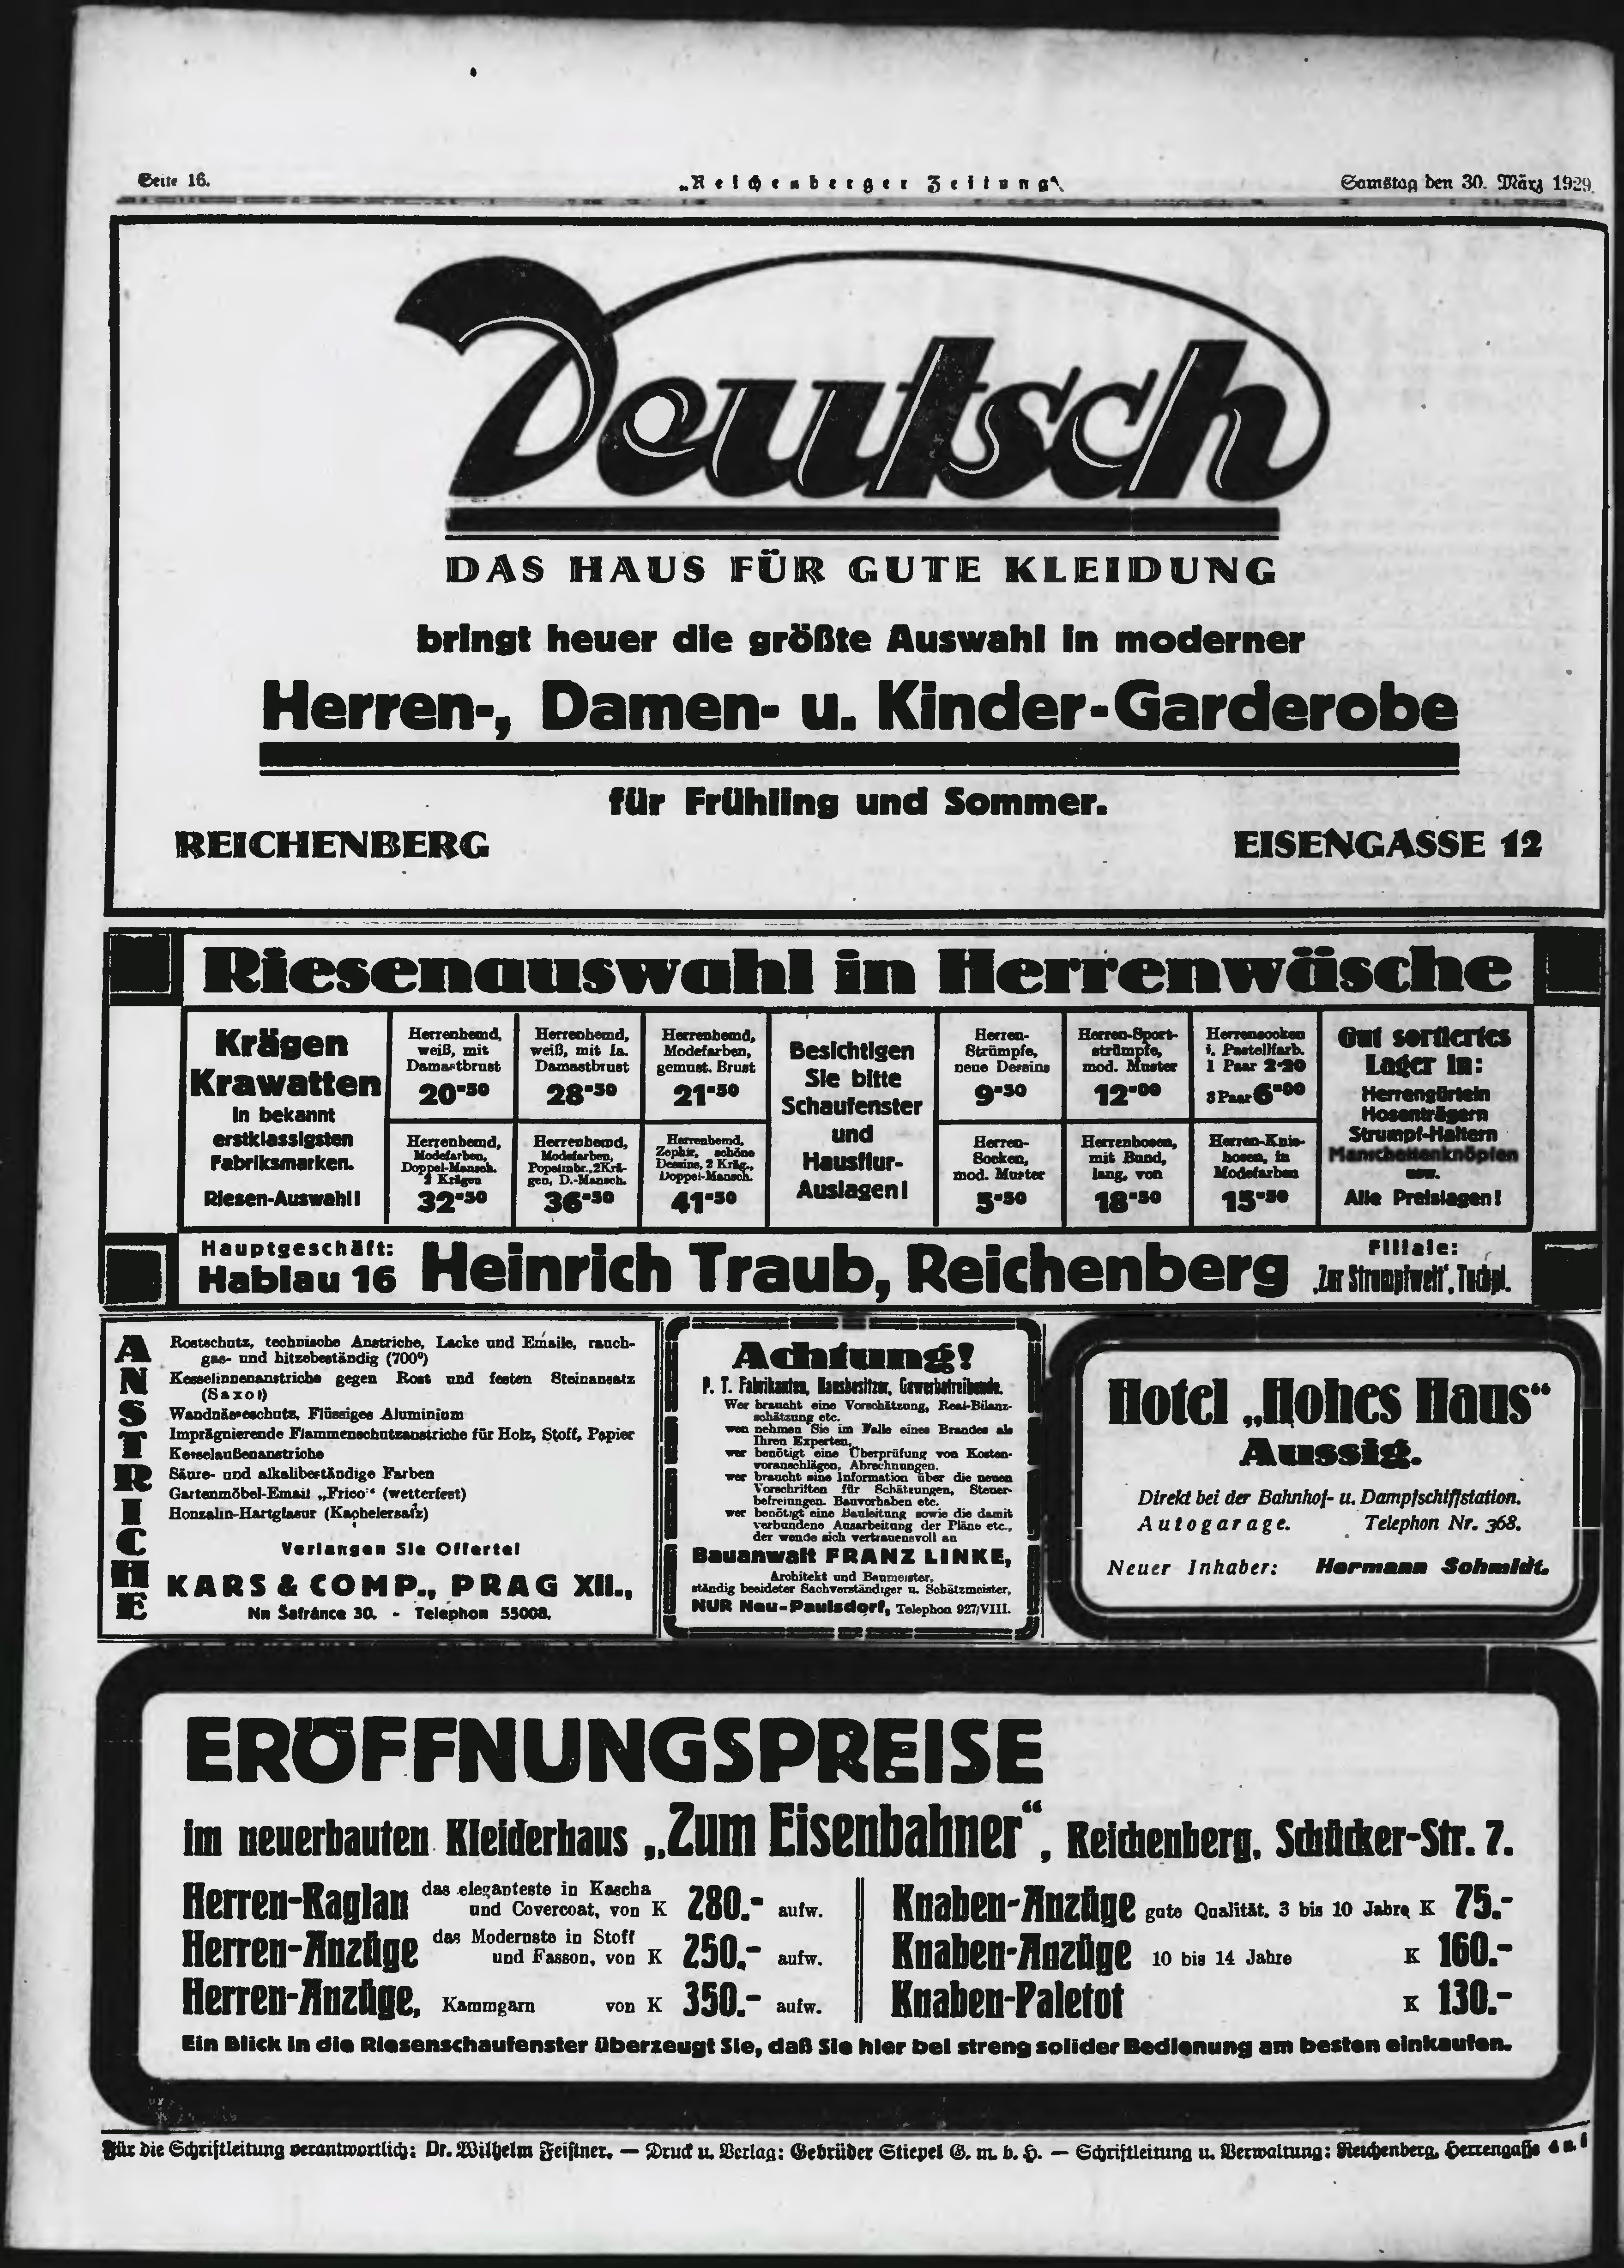 Seite 16.
„Reichenberger Zeitung“.
Samstag den 30. März 1929.
Deutsch
DAS HAUS FÜR GUTE KLEIDUNG
bringt heuer die größte Auswahl in moderner
Herren-, Damen- u. Kinder-Garderobe
für Frühling und Sommer.
REICHENBERG
EISENGASSE 12
Riesenauswahl in Herrenwäsche
Krägen
Krawatten
in bekannt
erstklassigsten
Fabriksmarken.
Riesen-Auswahl!
Herrenhemd,
weiß, mit
Damastbrust
20·50
Herrenhemd,
weiß, mit Ia.
Damastbrust
28·50
Herrenhemd,
Modefarben,
gemust. Brust
21·50
Herrenhemd,
Modefarben,
Doppel-Mansch.
2 Krägen
32·50
Herrenhemd,
Modefarben,
Popelinbr., 2 Krä-
gen, D.-Mansch.
36·50
Herrenhemd,
Zephir, schöne
Dessins, 2 Kräg.,
Doppel-Mansch.
41·50
Besichtigen
Sie bitte
Schaufenster
und
Hausflur-
Auslagen!
Herren-
Strümpfe,
neue Dessins
9·50
Herren-Sport-
strümpfe,
mod. Muster
12·00
Herrensocken
i. Pastellfarb.
1 Paar 2·20
3 Paar 6·00
Herren-
Socken,
mod. Muster
5·50
Herrenhosen,
mit Bund,
lang, von
18·50
Herren-Knie-
hosen, in
Modefarben
15·50
Gut sortiertes
Lager in:
Herrengürteln
Hosenträgern
Strumpf-Haltern
Manschettenknöpfen
usw.
Alle Preislagen!
Hauptgeschäft:
Hablau 16
Heinrich Traub, Reichenberg
Filiale:
„Zur Strumpfwelt“, Tuchpl.
ANSTRICHE
Rostschutz, technische Anstriche, Lacke und Emaile, rauch-
gas- und hitzebeständig (700°)
Kesselinnenanstriche gegen Rost und festen Steinansatz
(Saxol)
Wandnässeschutz, Flüssiges Aluminium
Imprägnierende Flammenschutzanstriche für Holz, Stoff, Papier
Kesselaußenanstriche
Säure- und alkalibeständige Farben
Gartenmöbel-Email „Frico“ (wetterfest)
Honzalin-Hartglasur (Kachelersatz)
Verlangen Sie Offerte!
KARS & COMP., PRAG XII.,
Na Šafránce 30. - Telephon 55008.
Achtung!
P. T. Fabrikanten, Hausbesitzer, Gewerbetreibende.
Wer braucht eine Vorschätzung, Real-Bilanz-
schätzung etc.
wen nehmen Sie im Falle eines Brandes als
Ihren Experten,
wer benötigt eine Überprüfung von Kosten-
voranschlägen, Abrechnungen.
wer braucht eine Information über die neuen
Vorschriften für Schätzungen, Steuer-
befreiungen. Bauvorhaben etc.
wer benötigt eine Bauleitung sowie die damit
verbundene Ausarbeitung der Pläne etc.,
der wende sich vertrauensvoll an
Bauanwalt FRANZ LINKE,
Architekt und Baumeister,
ständig beeideter Sachverständiger u. Schätzmeister,
NUR Neu-Paulsdorf, Telephon 927/VIII.
Hotel „Hohes Haus“
Aussig.
Direkt bei der Bahnhof- u. Dampfschiffstation.
Autogarage. Telephon Nr. 368.
Neuer Inhaber: Hermann Schmidt.
ERÖFFNUNGSPREISE
im neuerbauten Kleiderhaus „Zum Eisenbahner“, Reichenberg, Schücker-Str. 7.
Herren-Raglan das eleganteste in Kascha und Covercoat, von K 280.- aufw.
Herren-Anzüge das Modernste in Stoff und Fasson, von K 250.- aufw.
Herren-Anzüge, Kammgarn von K 350.- aufw.
Knaben-Anzüge gute Qualität, 3 bis 10 Jahre K 75.-
Knaben-Anzüge 10 bis 14 Jahre K 160.-
Knaben-Paletot K 130.-
Ein Blick in die Riesenschaufenster überzeugt Sie, daß Sie hier bei streng solider Bedienung am besten einkaufen.
Für die Schriftleitung verantwortlich: Dr. Wilhelm Feistner. — Druck u. Verlag: Gebrüder Stiepel G. m. b. H. — Schriftleitung u. Verwaltung: Reichenberg, Herrengasse